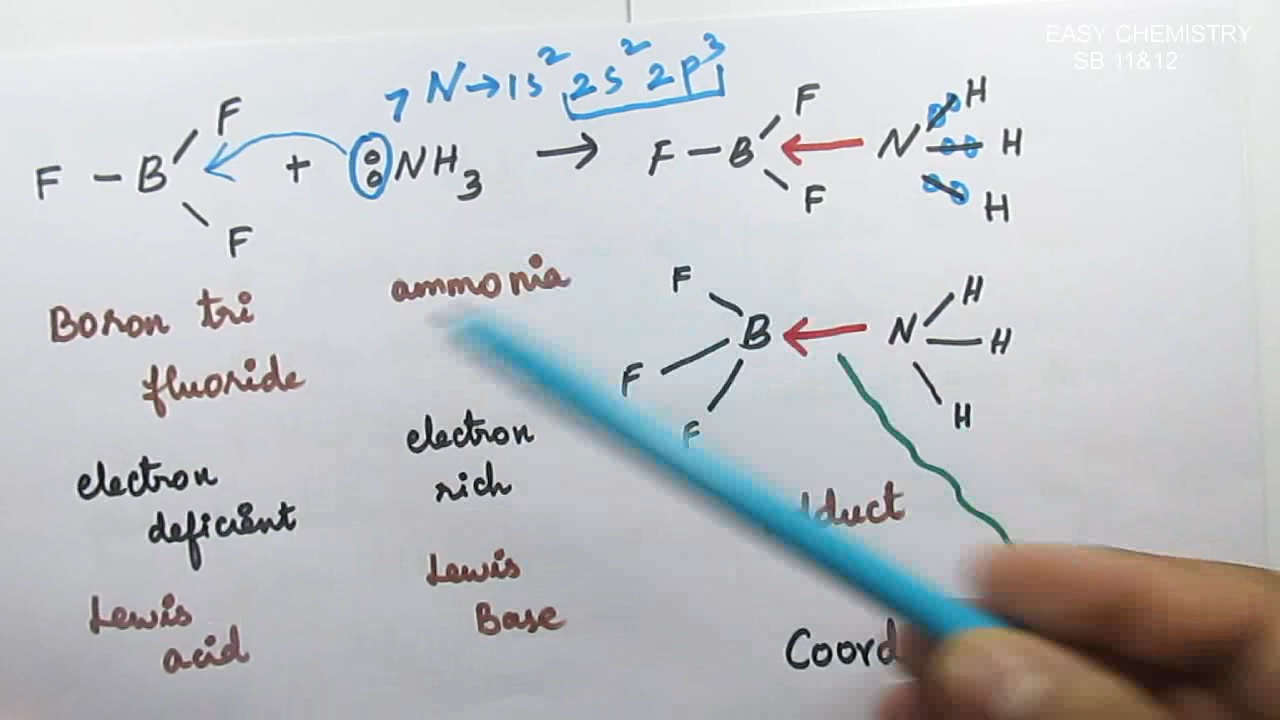 EASY CHEMISTRY
SB 11&12
₇N→1s² 2s² 2p³
F
F – B + :NH₃ → F – B ← N – H
F
F
F
H
H
Boron tri
fluoride
ammonia
F
F
F
B ← N
H
H
H
electron
deficient
electron
rich
Lewis
acid
Lewis
Base